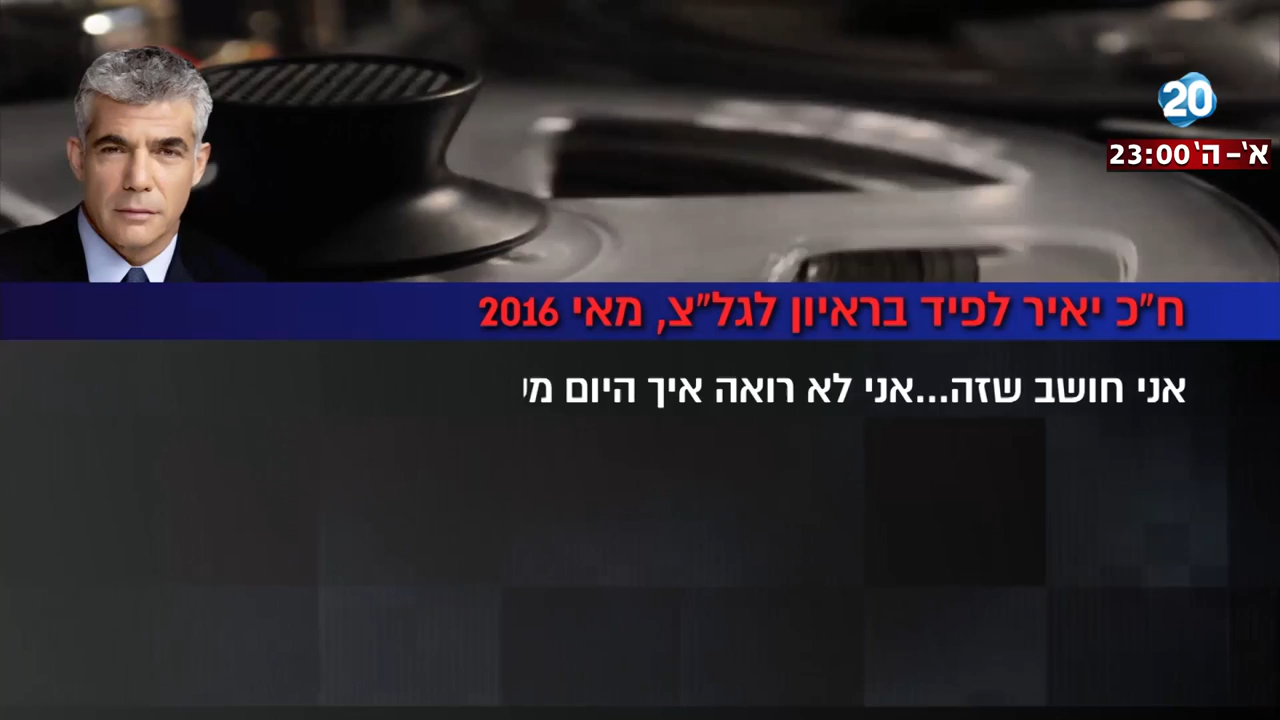 20
א'-ה' 23:00
ח"כ יאיר לפיד בראיון לגל"צ, מאי 2016
אני חושב שזה...אני לא רואה איך היום